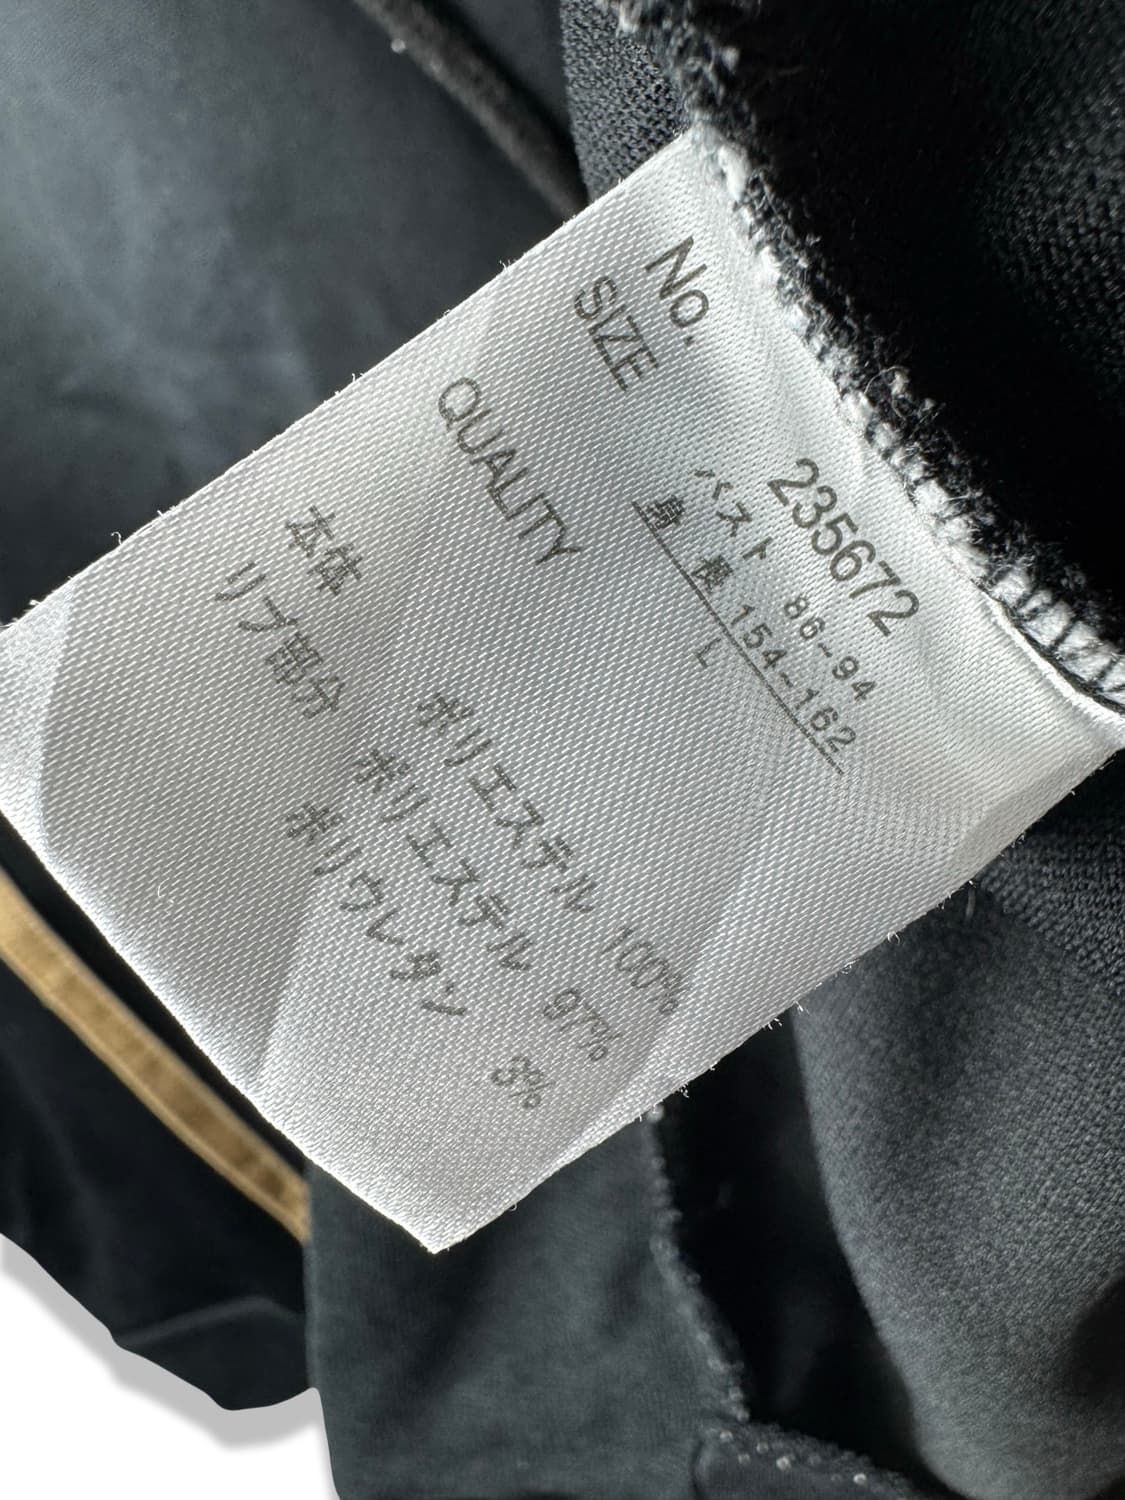 No. 235672
SIZE バスト 86-94
身長 154-162
L
QUALITY
本体 ポリエステル 100%
リブ部分 ポリエステル 97%
ポリウレタン 3%